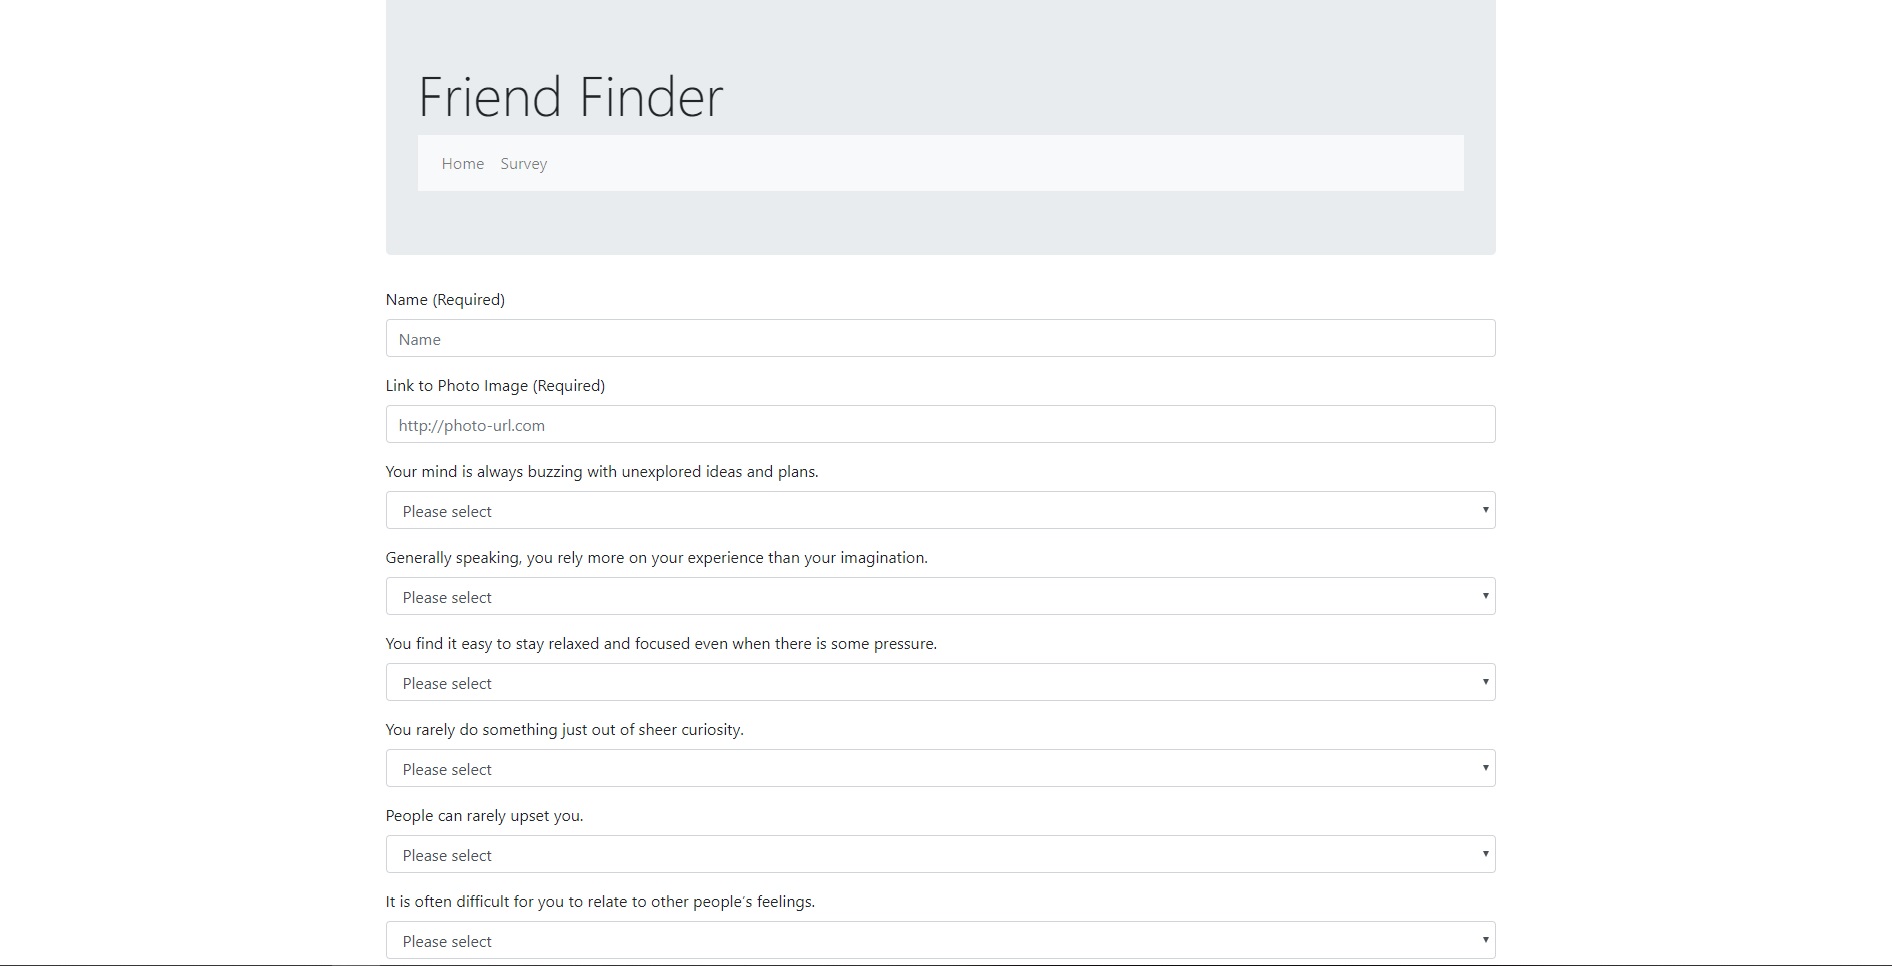 Friend Finder
Home Survey
Name (Required)
Name
Link to Photo Image (Required)
http://photo-url.com
Your mind is always buzzing with unexplored ideas and plans.
Please select
Generally speaking, you rely more on your experience than your imagination.
Please select
You find it easy to stay relaxed and focused even when there is some pressure.
Please select
You rarely do something just out of sheer curiosity.
Please select
People can rarely upset you.
Please select
It is often difficult for you to relate to other people’s feelings.
Please select